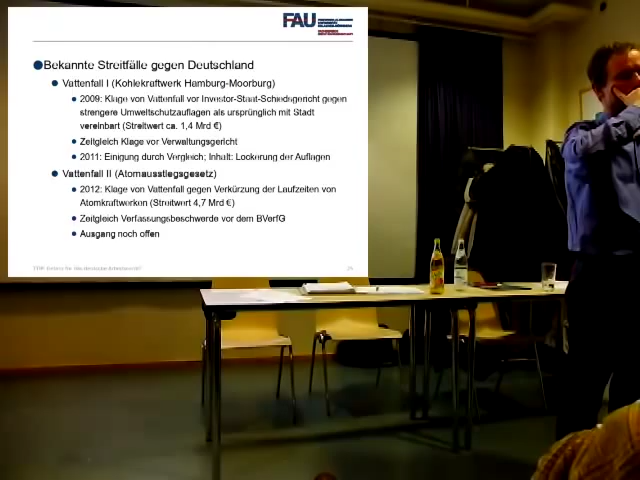 FAU
Bekannte Streitfälle gegen Deutschland
Vattenfall I (Kohlekraftwerk Hamburg-Moorburg)
2009: Klage von Vattenfall vor Investor-Staat-Schiedsgericht gegen
strengere Umweltschutzauflagen als ursprünglich mit Stadt
vereinbart (Streitwert ca. 1,4 Mrd €)
Zeitgleich Klage vor Verwaltungsgericht
2011: Einigung durch Vergleich; Inhalt: Lockerung der Auflagen
Vattenfall II (Atomausstiegsgesetz)
2012: Klage von Vattenfall gegen Verkürzung der Laufzeiten von
Atomkraftwerken (Streitwert 4,7 Mrd €)
Zeitgleich Verfassungsbeschwerde vor dem BVerfG
Ausgang noch offen